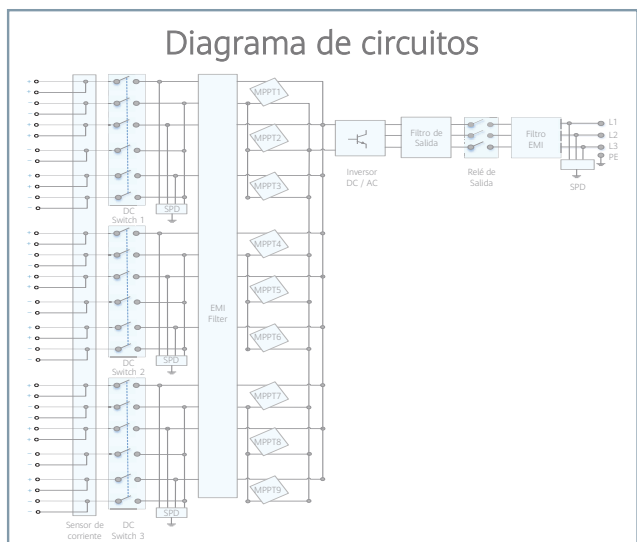 Diagrama de circuitos
MPPT1
MPPT2
MPPT3
DC
Switch 1
SPD
MPPT4
MPPT5
MPPT6
EMI
Filter
DC
Switch 2
SPD
MPPT7
MPPT8
MPPT9
SPD
Sensor de
corriente
DC
Switch 3
Inversor
DC / AC
Filtro de
Salida
Relé de
Salida
Filtro
EMI
L1
L2
L3
PE
SPD